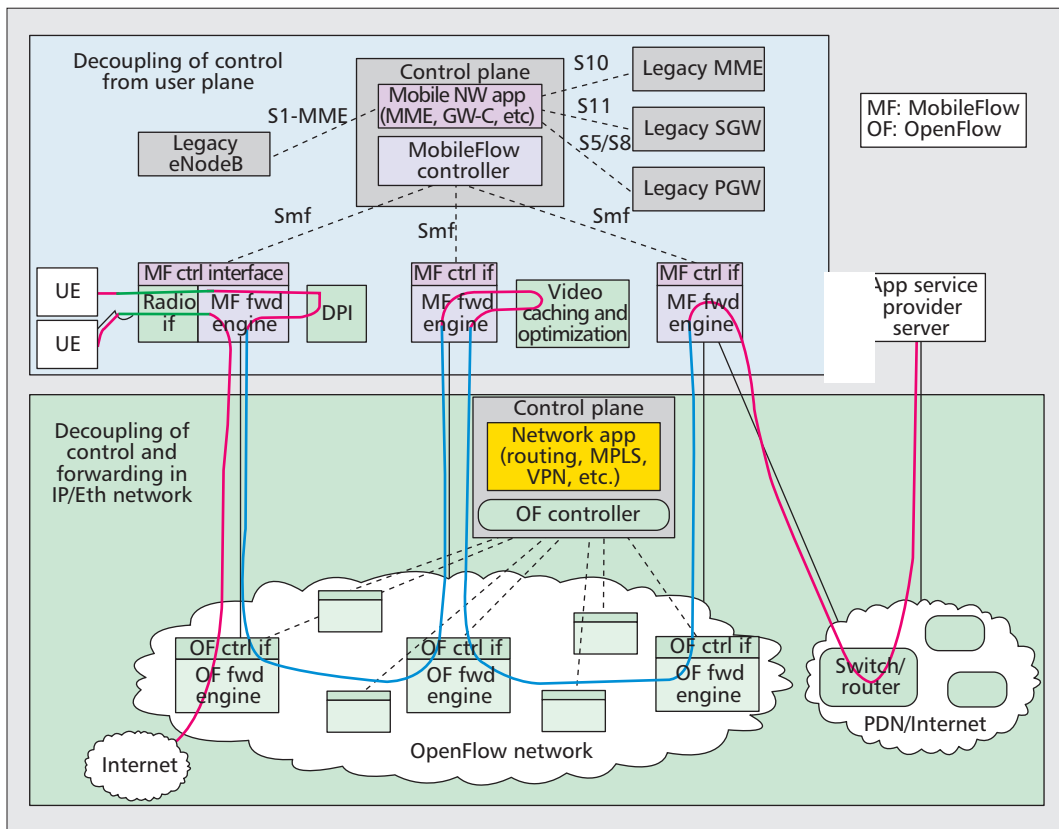 Decoupling of control
from user plane
Control plane
Mobile NW app
(MME, GW-C, etc)
MobileFlow
controller
S1-MME
Legacy
eNodeB
S10
Legacy MME
S11
Legacy SGW
S5/S8
Legacy PGW
MF: MobileFlow
OF: OpenFlow
Smf
Smf
Smf
UE
UE
MF ctrl interface
Radio
if
MF fwd
engine
DPI
MF ctrl if
MF fwd
engine
Video
caching and
optimization
MF ctrl if
MF fwd
engine
App service
provider
server
Decoupling of
control and
forwarding in
IP/Eth network
Control plane
Network app
(routing, MPLS,
VPN, etc.)
OF controller
OF ctrl if
OF fwd
engine
OF ctrl if
OF fwd
engine
OF ctrl if
OF fwd
engine
Switch/
router
PDN/Internet
OpenFlow network
Internet